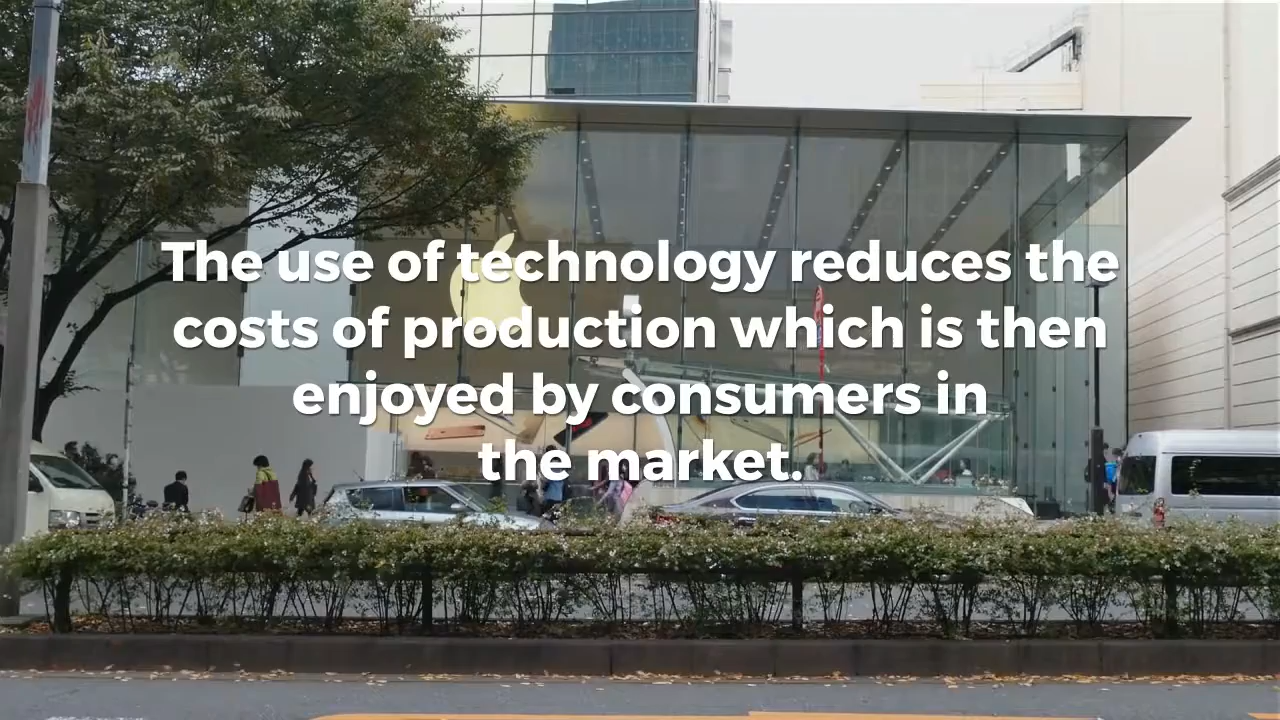 The use of technology reduces the
costs of production which is then
enjoyed by consumers in
the market.